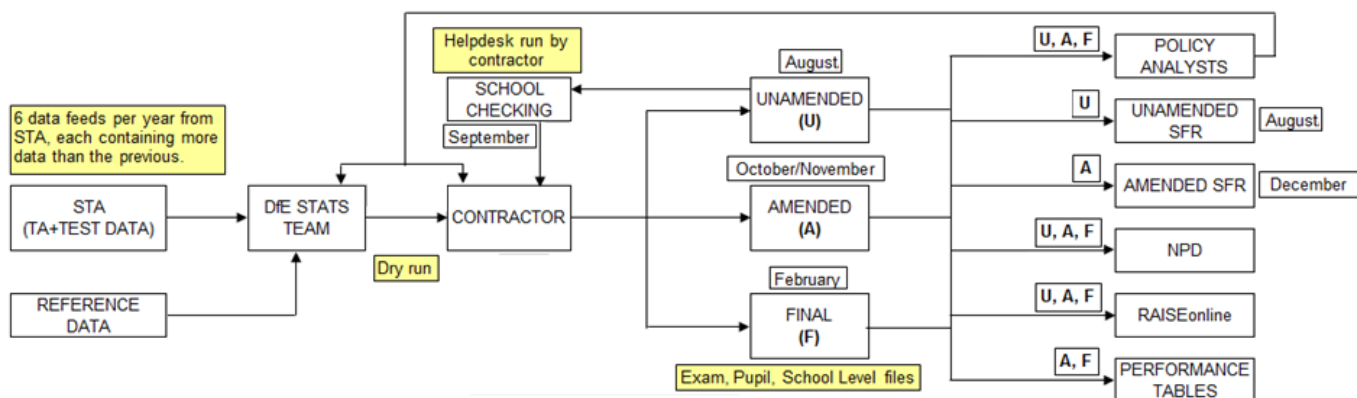 Helpdesk run by
contractor
6 data feeds per year from
STA, each containing more
data than the previous.
STA
(TA+TEST DATA)
REFERENCE
DATA
DfE STATS
TEAM
Dry run
SCHOOL
CHECKING
September
CONTRACTOR
August
UNAMENDED
(U)
October/November
AMENDED
(A)
February
FINAL
(F)
Exam, Pupil, School Level files
U, A, F
POLICY
ANALYSTS
U
UNAMENDED
SFR
August
A
AMENDED SFR
December
U, A, F
NPD
U, A, F
RAISEonline
A, F
PERFORMANCE
TABLES